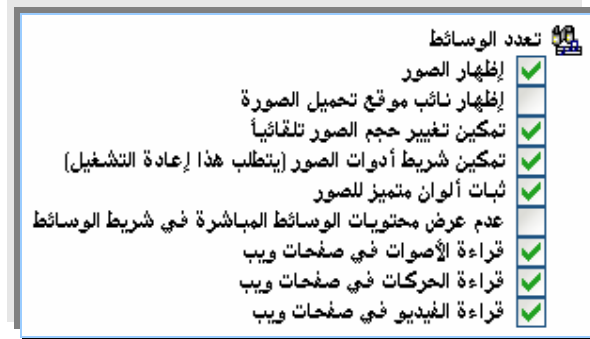 تعدد الوسائط
إظهار الصور
إظهار نائب موقع تحميل الصورة
تمكين تغيير حجم الصور تلقائياً
تمكين شريط أدوات الصور (يتطلب هذا إعادة التشغيل)
ثبات ألوان متميز للصور
عدم عرض محتويات الوسائط المباشرة في شريط الوسائط
قراءة الأصوات في صفحات ويب
قراءة الحركات في صفحات ويب
قراءة الفيديو في صفحات ويب